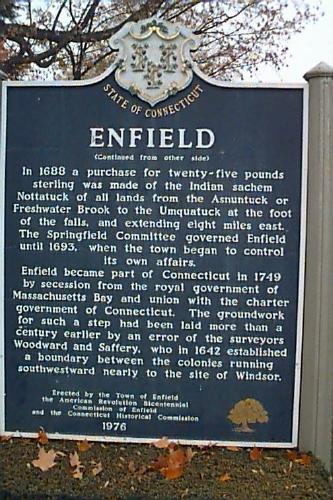 STATE OF CONNECTICUT
ENFIELD
(Continued from other side)
In 1688 a purchase for twenty-five pounds
sterling was made of the Indian sachem
Nottatuck of all lands from the Asnuntuck or
Freshwater Brook to the Umquatuck at the foot
of the falls, and extending eight miles east.
The Springfield Committee governed Enfield
until 1693, when the town began to control
its own affairs.
Enfield became part of Connecticut in 1749
by secession from the royal government of
Massachusetts Bay and union with the charter
government of Connecticut. The groundwork
for such a step had been laid more than a
century earlier by an error of the surveyors
Woodward and Saffery, who in 1642 established
a boundary between the colonies running
southwestward nearly to the site of Windsor.
Erected by the Town of Enfield
the American Revolution Bicentennial
Commission of Enfield
and the Connecticut Historical Commission
1976